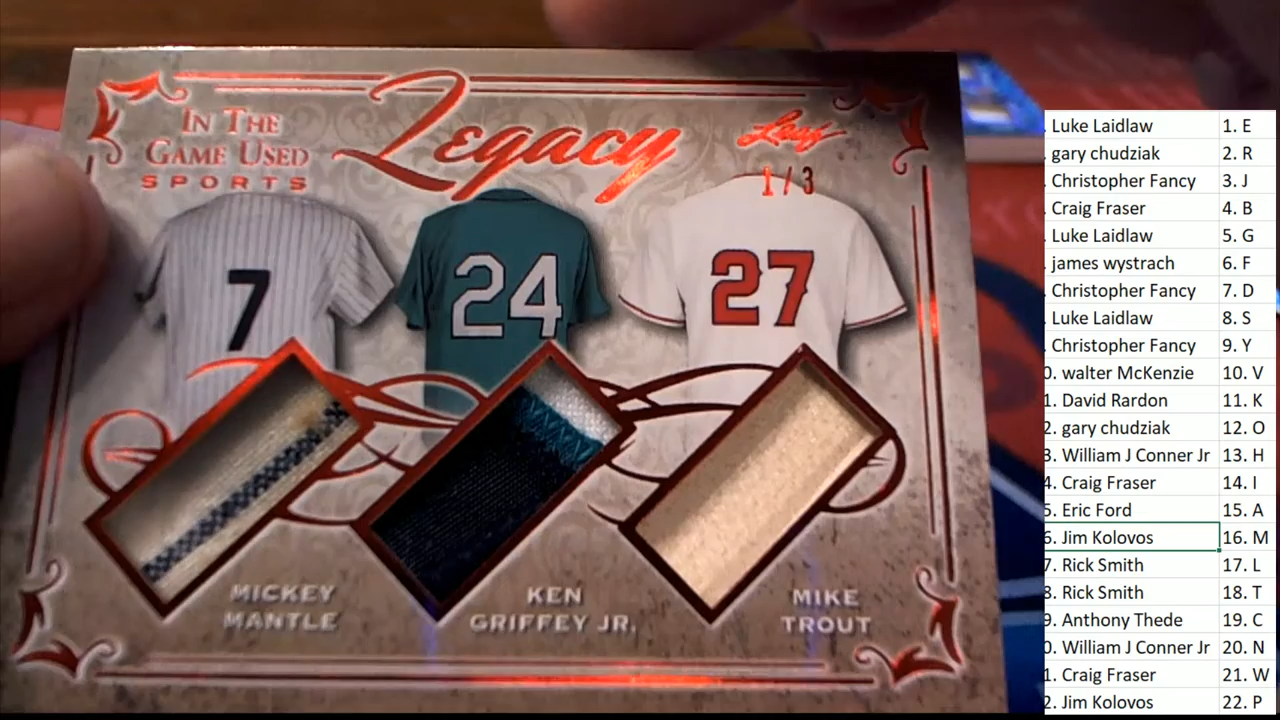 IN THE
GAME USED
SPORTS
Legacy
Leaf
1/3
7
24
27
MICKEY
MANTLE
KEN
GRIFFEY JR.
MIKE
TROUT
. Luke Laidlaw 1. E
. gary chudziak 2. R
. Christopher Fancy 3. J
. Craig Fraser 4. B
. Luke Laidlaw 5. G
. james wystrach 6. F
. Christopher Fancy 7. D
. Luke Laidlaw 8. S
. Christopher Fancy 9. Y
0. walter McKenzie 10. V
1. David Rardon 11. K
2. gary chudziak 12. O
3. William J Conner Jr 13. H
4. Craig Fraser 14. I
5. Eric Ford 15. A
6. Jim Kolovos 16. M
7. Rick Smith 17. L
8. Rick Smith 18. T
9. Anthony Thede 19. C
0. William J Conner Jr 20. N
1. Craig Fraser 21. W
2. Jim Kolovos 22. P